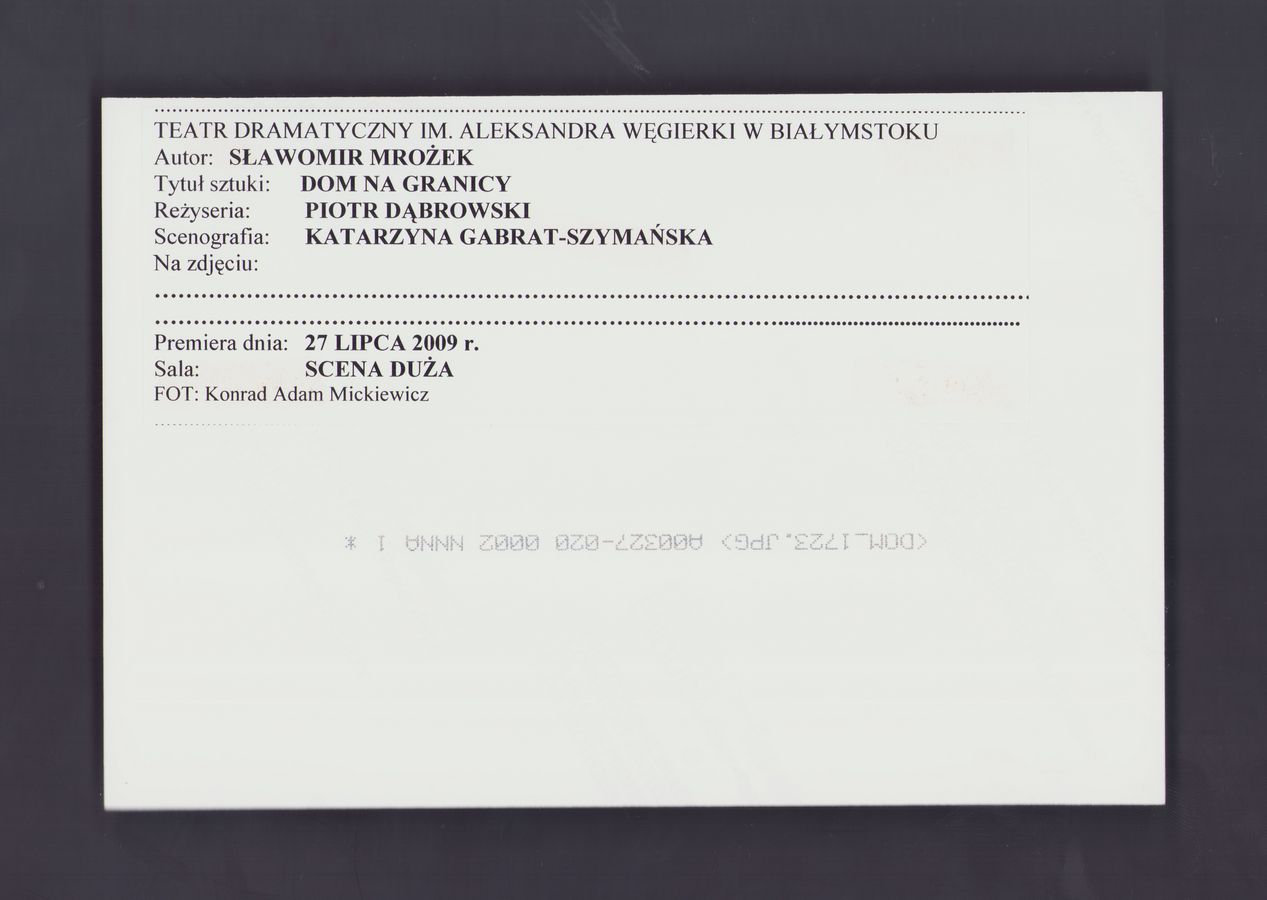 TEATR DRAMATYCZNY IM. ALEKSANDRA WĘGIERKI W BIAŁYMSTOKU
Autor: SŁAWOMIR MROŻEK
Tytuł sztuki: DOM NA GRANICY
Reżyseria: PIOTR DĄBROWSKI
Scenografia: KATARZYNA GABRAT-SZYMAŃSKA
Na zdjęciu:
Premiera dnia: 27 LIPCA 2009 r.
Sala: SCENA DUŻA
FOT: Konrad Adam Mickiewicz
<DOM_1723.JPG> A00327-020 0002 NNNA 1 *